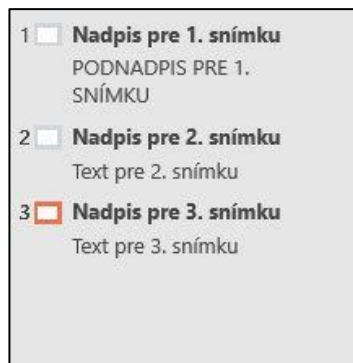 1 Nadpis pre 1. snímku
PODNADPIS PRE 1.
SNÍMKU
2 Nadpis pre 2. snímku
Text pre 2. snímku
3 Nadpis pre 3. snímku
Text pre 3. snímku